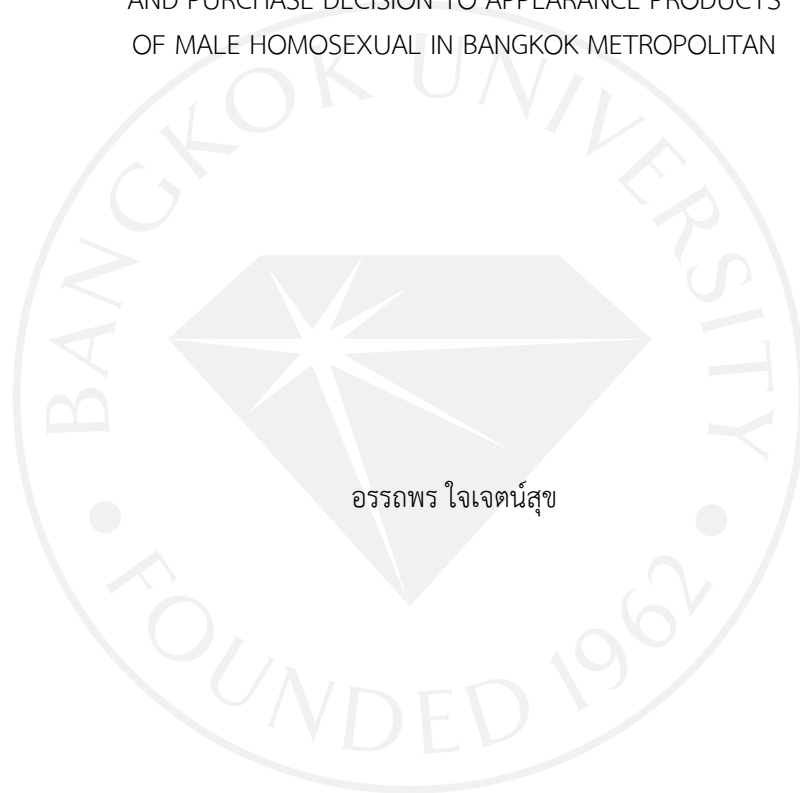 AND PURCHASE DECISION TO APPLEARANCE PRODUCTS
OF MALE HOMOSEXUAL IN BANGKOK METROPOLITAN
BANGKOK UNIVERSITY
อรรถพร ใจเจตน์สุข
FOUNDED 1962